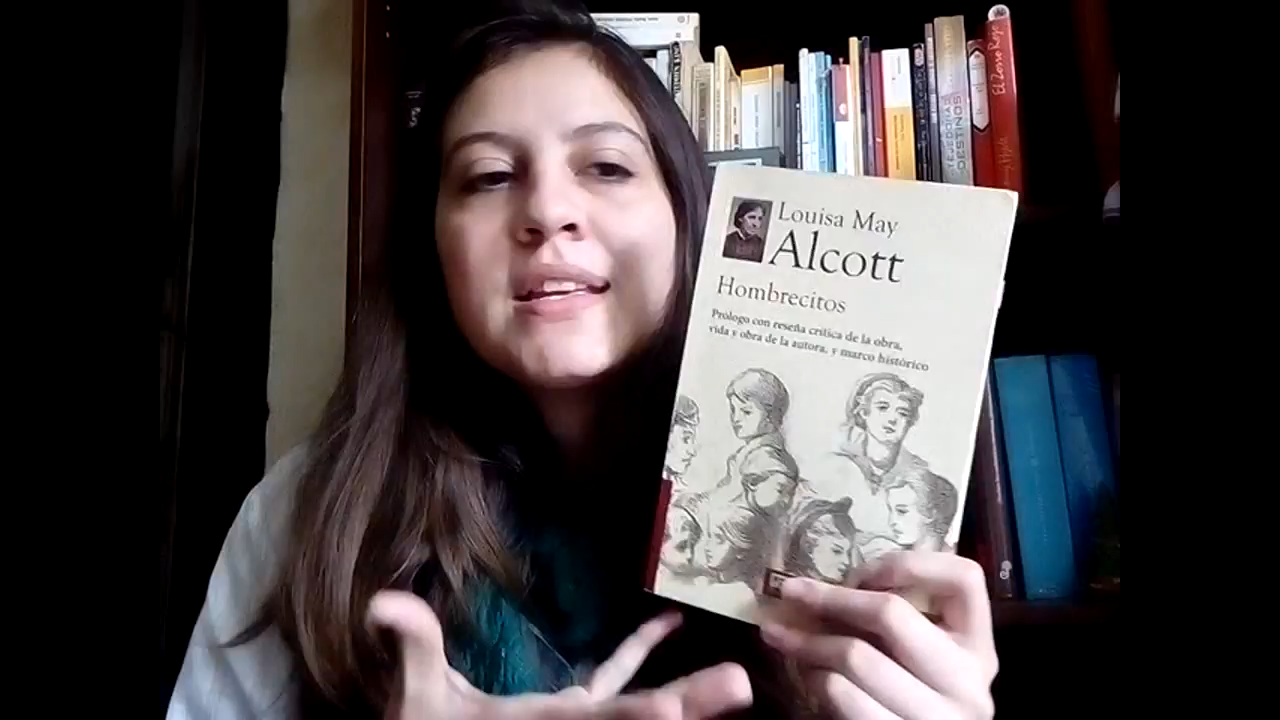 Louisa May
Alcott
Hombrecitos
Prólogo con reseña crítica de la obra,
vida y obra de la autora, y marco histórico
TEJEDORA DE
DESTINOS
El Zorro Rojo